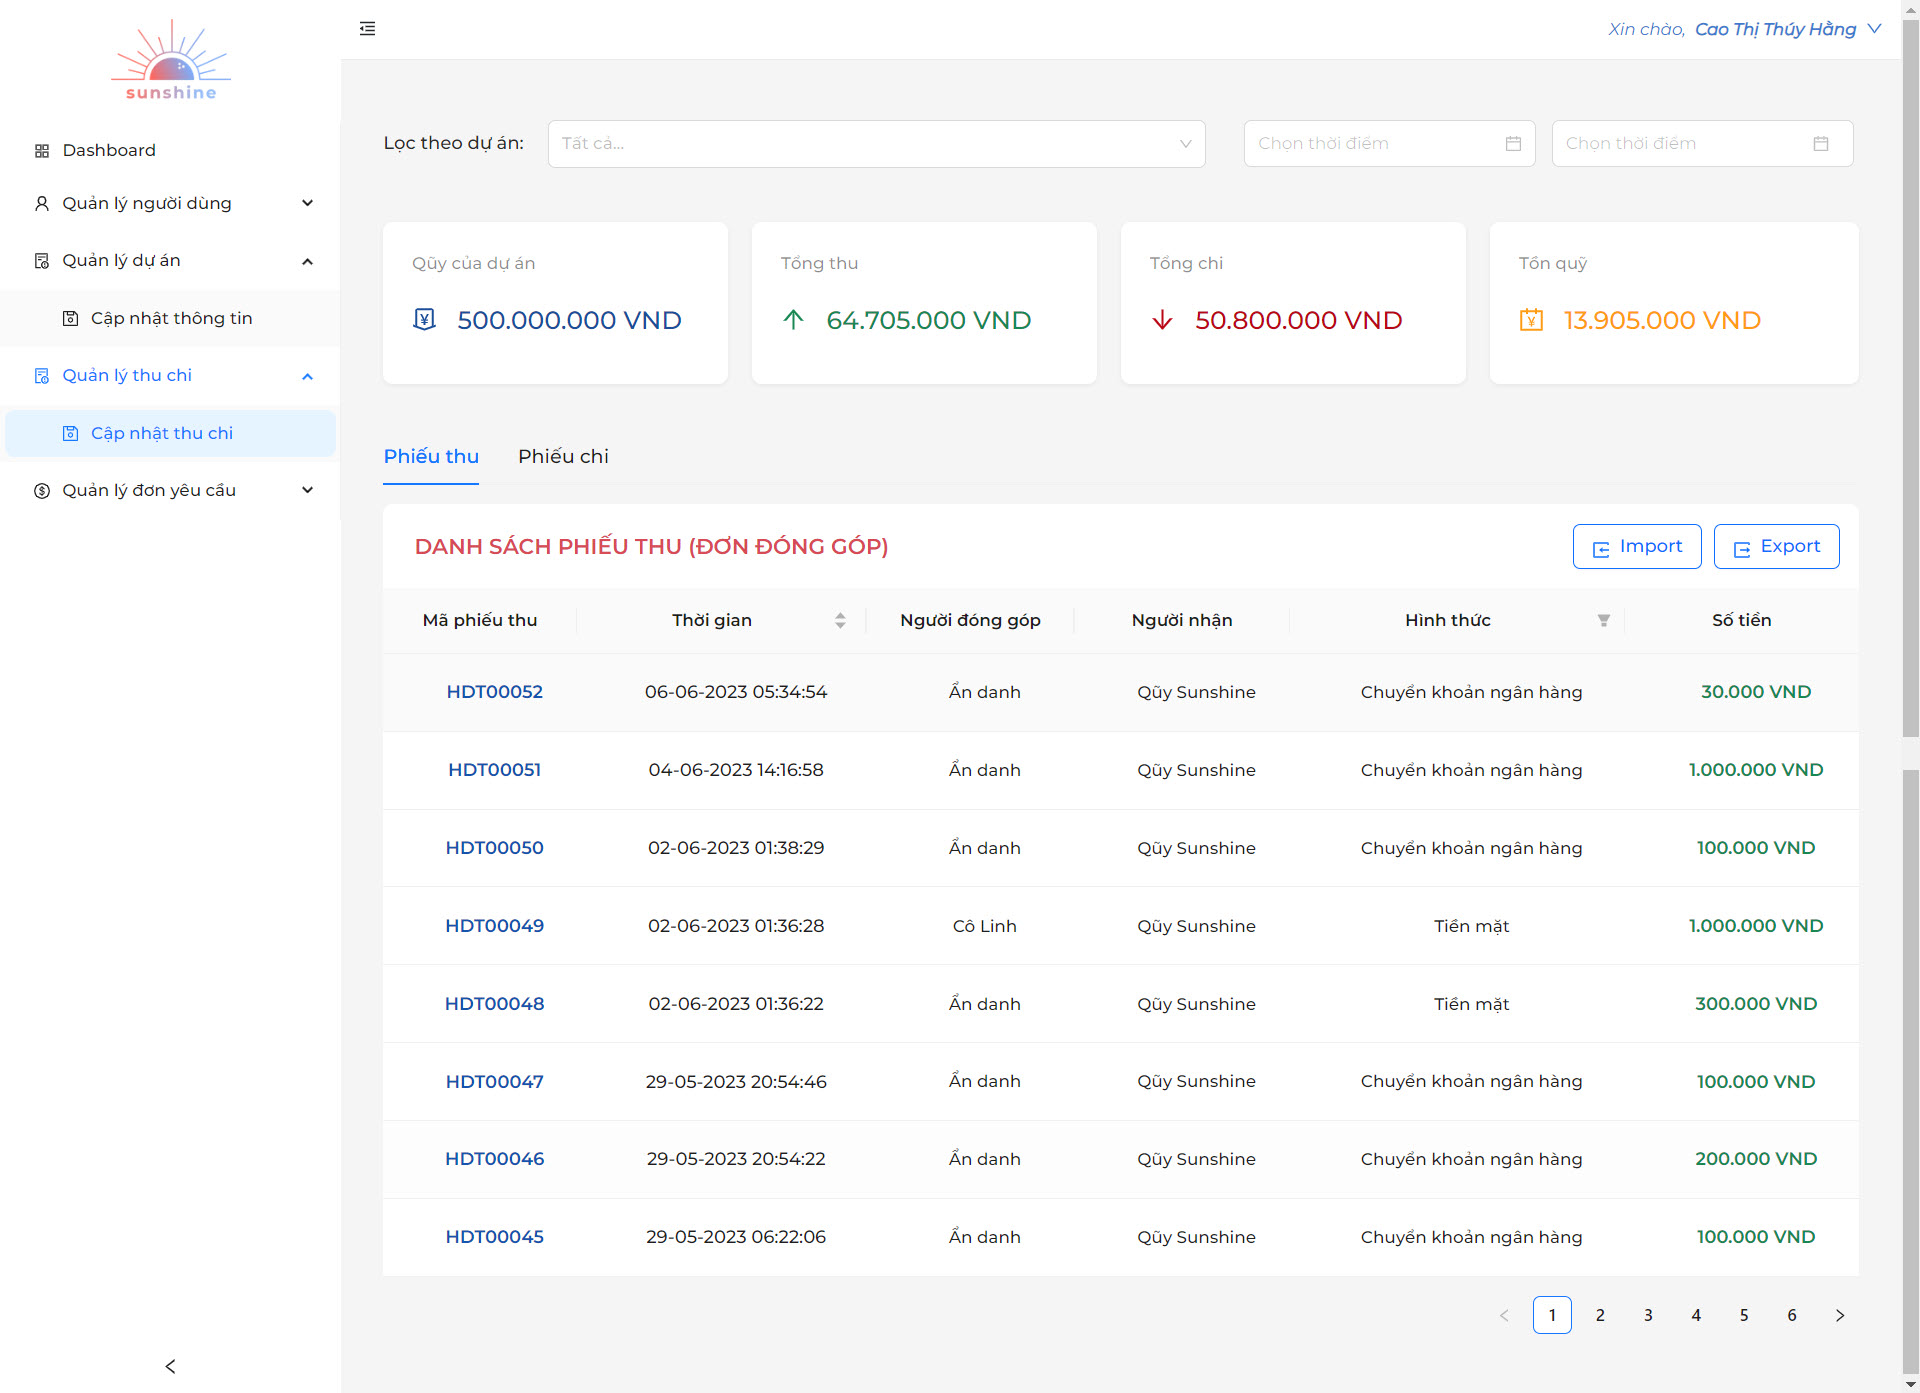 sunshine
Dashboard
Quản lý người dùng
Quản lý dự án
Cập nhật thông tin
Quản lý thu chi
Cập nhật thu chi
Quản lý đơn yêu cầu
Xin chào, Cao Thị Thúy Hằng
Lọc theo dự án: Tất cả... Chọn thời điểm Chọn thời điểm
Qũy của dự án
500.000.000 VND
Tổng thu
64.705.000 VND
Tổng chi
50.800.000 VND
Tồn quỹ
13.905.000 VND
Phiếu thu Phiếu chi
DANH SÁCH PHIẾU THU (ĐƠN ĐÓNG GÓP) Import Export
Mã phiếu thu Thời gian Người đóng góp Người nhận Hình thức Số tiền
HDT00052 06-06-2023 05:34:54 Ẩn danh Qũy Sunshine Chuyển khoản ngân hàng 30.000 VND
HDT00051 04-06-2023 14:16:58 Ẩn danh Qũy Sunshine Chuyển khoản ngân hàng 1.000.000 VND
HDT00050 02-06-2023 01:38:29 Ẩn danh Qũy Sunshine Chuyển khoản ngân hàng 100.000 VND
HDT00049 02-06-2023 01:36:28 Cô Linh Qũy Sunshine Tiền mặt 1.000.000 VND
HDT00048 02-06-2023 01:36:22 Ẩn danh Qũy Sunshine Tiền mặt 300.000 VND
HDT00047 29-05-2023 20:54:46 Ẩn danh Qũy Sunshine Chuyển khoản ngân hàng 100.000 VND
HDT00046 29-05-2023 20:54:22 Ẩn danh Qũy Sunshine Chuyển khoản ngân hàng 200.000 VND
HDT00045 29-05-2023 06:22:06 Ẩn danh Qũy Sunshine Chuyển khoản ngân hàng 100.000 VND
1 2 3 4 5 6